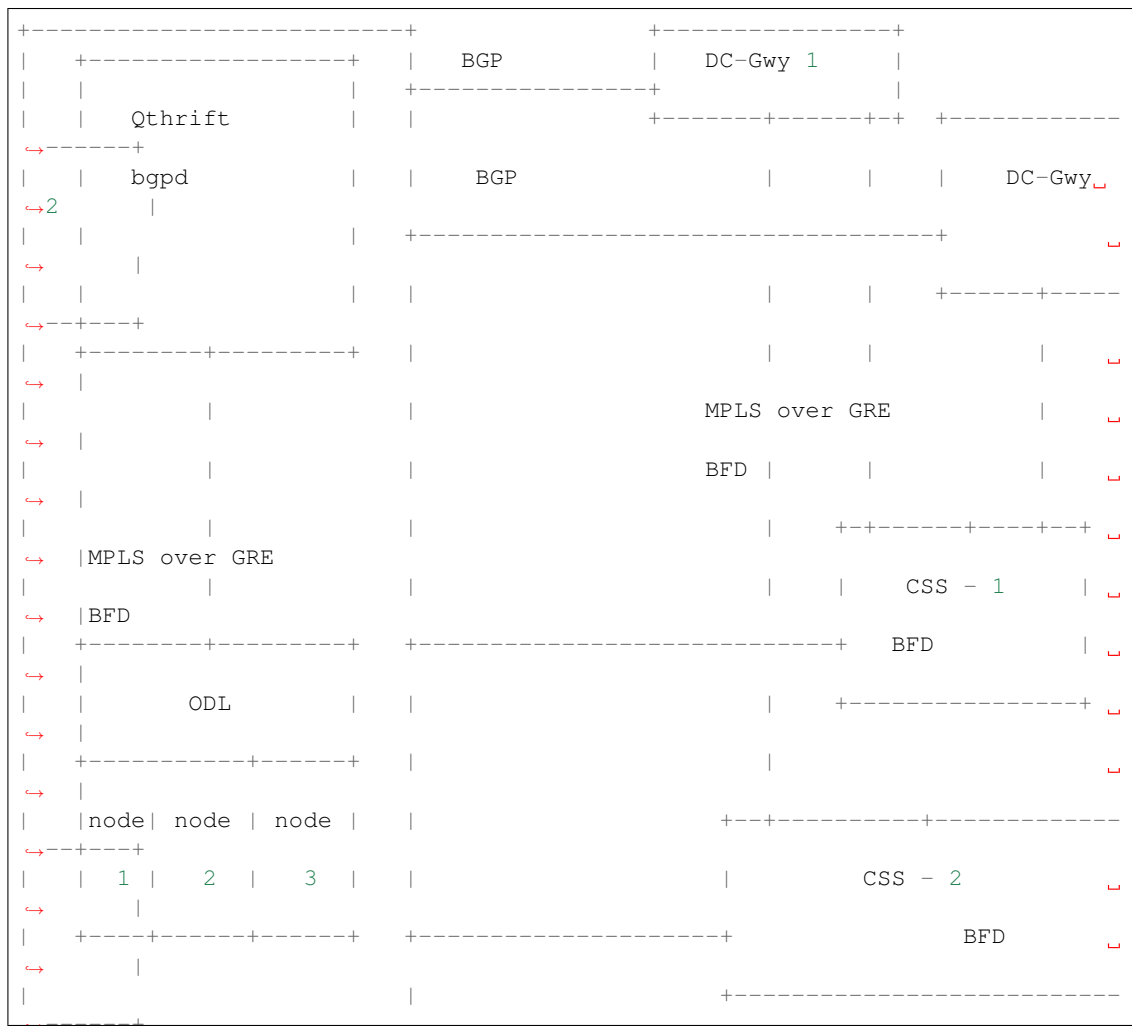 +--------------------------+                +----------------+
|   +------------------+   |   BGP          |   DC-Gwy 1     |
|   |                  |   +----------------+                |
|   |   Qthrift        |   |                +-------+------+-+  +------------
↪------+
|   |   bgpd           |   |    BGP                 |      |    |    DC-Gwy␣
↪2      |
|   |                  |   +------------------------------------+           ␣
↪       |
|   |                  |   |                        |      |    +------+-----
↪--+---+
|   +--------+---------+   |                        |      |           |    ␣
↪   |
|            |             |                    MPLS over GRE          |    ␣
↪   |
|            |             |                    BFD |      |           |    ␣
↪   |
|            |             |                        |    +-+------+----+--+ ␣
↪   |MPLS over GRE
|            |             |                        |    |    CSS - 1     | ␣
↪   |BFD
|   +--------+---------+   +-----------------------------+   BFD          | ␣
↪   |
|   |       ODL        |   |                        |    +----------------+ ␣
↪   |
|   +-----------+------+   |                        |                       ␣
↪   |
|   |node| node | node |   |                     +--+----------+-------------
↪--+---+
|   |  1 |   2  |   3  |   |                     |         CSS - 2          ␣
↪       |
|   +----+------+------+   +---------------------+                BFD       ␣
↪       |
|                          |                     +---------------------------
↪-------+